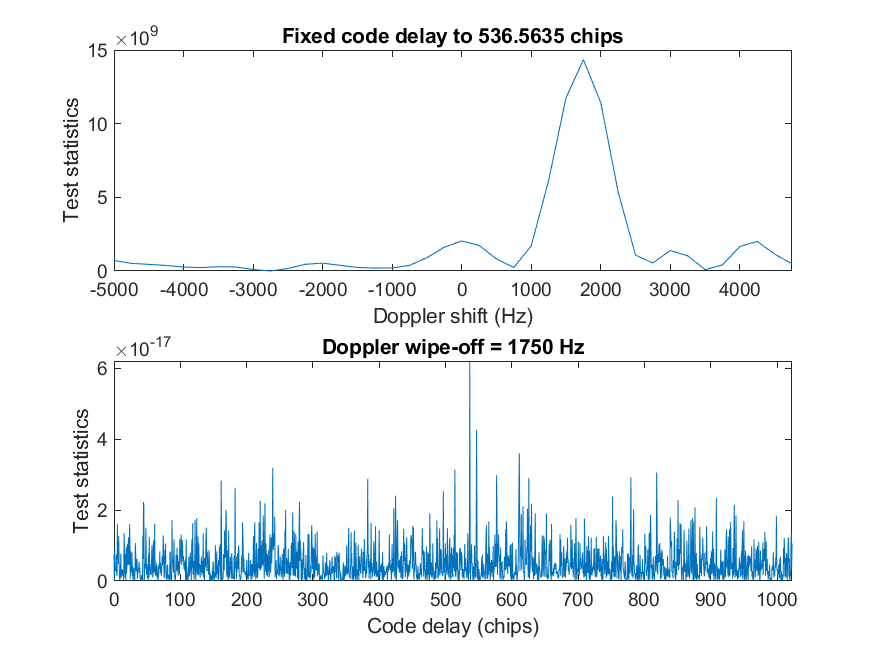 ×10^9
Fixed code delay to 536.5635 chips
15
10
5
0
Test statistics
-5000 -4000 -3000 -2000 -1000 0 1000 2000 3000 4000
Doppler shift (Hz)
×10^-17
Doppler wipe-off = 1750 Hz
6
4
2
0
Test statistics
0 100 200 300 400 500 600 700 800 900 1000
Code delay (chips)